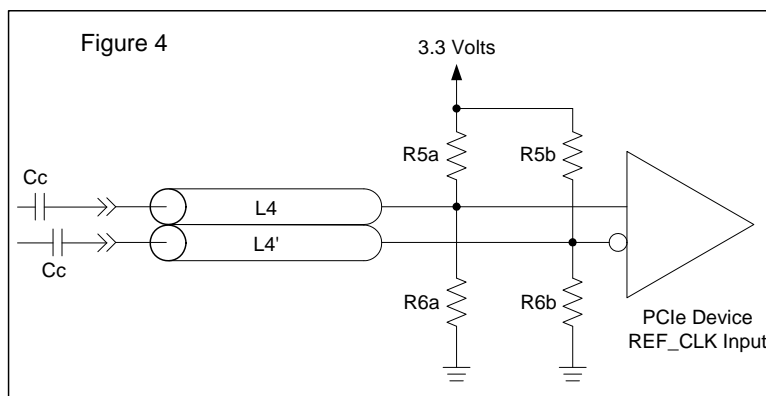 Figure 4
3.3 Volts
R5a
R5b
Cc
L4
L4'
Cc
R6a
R6b
PCIe Device
REF_CLK Input